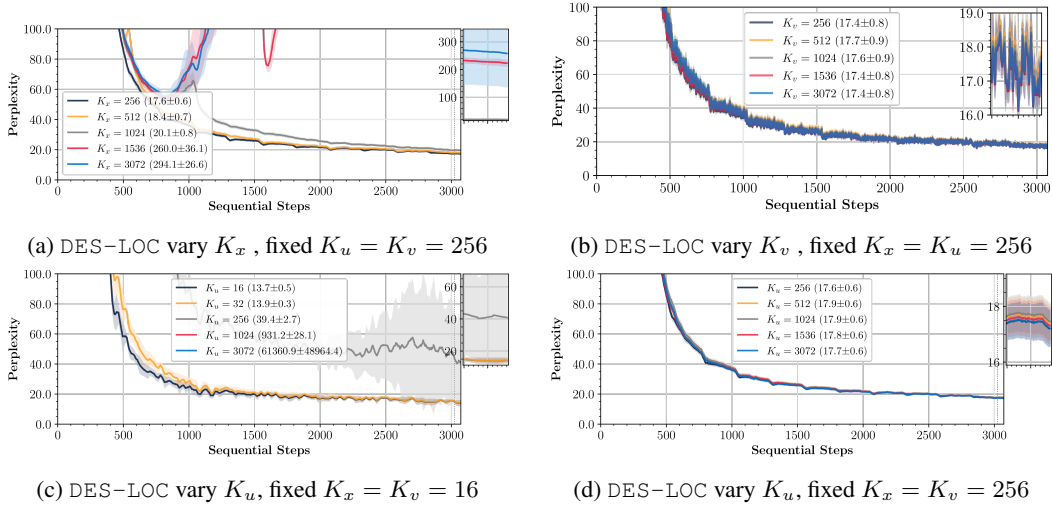 100.0
80.0
60.0
40.0
20.0
0.0
Perplexity
0
500
1000
1500
2000
2500
3000
Sequential Steps
K_x = 256 (17.6±0.6)
K_x = 512 (18.4±0.7)
K_x = 1024 (20.1±0.8)
K_x = 1536 (260.0±36.1)
K_x = 3072 (294.1±26.6)
300
200
100
(a) DES-LOC vary K_x , fixed K_u = K_v = 256
100
80
60
40
20
0
Perplexity
500
1000
1500
2000
2500
3000
Sequential Steps
K_v = 256 (17.4±0.8)
K_v = 512 (17.7±0.9)
K_v = 1024 (17.6±0.9)
K_v = 1536 (17.4±0.8)
K_v = 3072 (17.4±0.8)
19.0
18.0
17.0
16.0
(b) DES-LOC vary K_v , fixed K_x = K_u = 256
100.0
80.0
60.0
40.0
20.0
0.0
Perplexity
0
500
1000
1500
2000
2500
3000
Sequential Steps
K_u = 16 (13.7±0.5)
K_u = 32 (13.9±0.3)
K_u = 256 (39.4±2.7)
K_u = 1024 (931.2±28.1)
K_u = 3072 (61360.9±48964.4)
60
40
20
(c) DES-LOC vary K_u, fixed K_x = K_v = 16
100.0
80.0
60.0
40.0
20.0
0.0
Perplexity
0
500
1000
1500
2000
2500
3000
Sequential Steps
K_u = 256 (17.6±0.6)
K_u = 512 (17.9±0.6)
K_u = 1024 (17.9±0.6)
K_u = 1536 (17.8±0.6)
K_u = 3072 (17.7±0.6)
18
16
(d) DES-LOC vary K_u, fixed K_x = K_v = 256